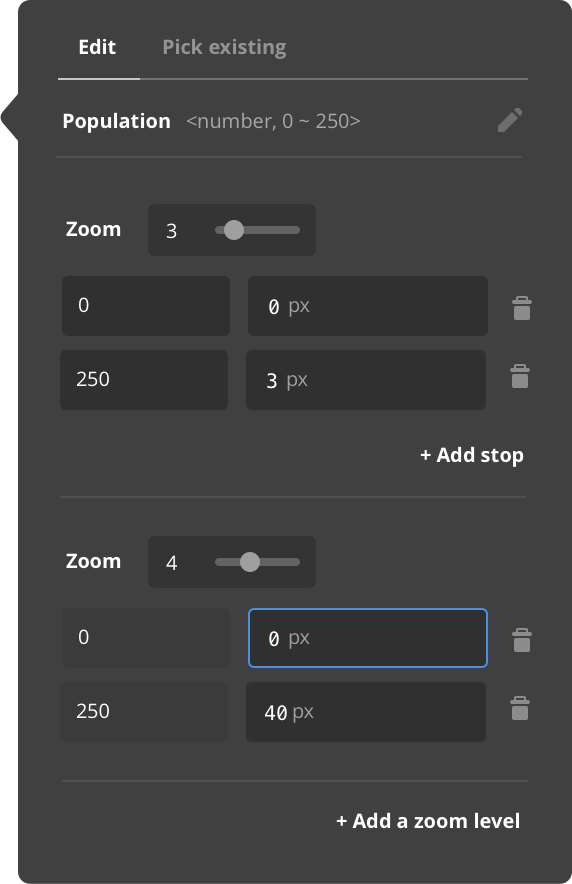 Edit Pick existing
Population <number, 0 ~ 250>
Zoom 3
0 0 px
250 3 px
+ Add stop
Zoom 4
0 0 px
250 40 px
+ Add a zoom level